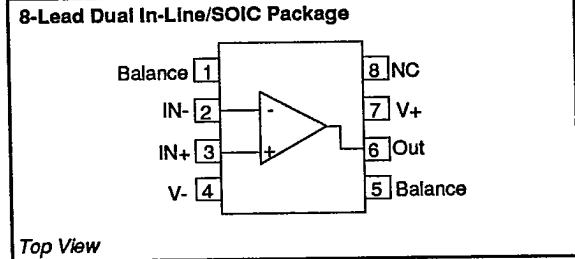 8-Lead Dual In-Line/SOIC Package
Balance 1
8 NC
IN- 2
-
7 V+
IN+ 3
+
6 Out
V- 4
5 Balance
Top View